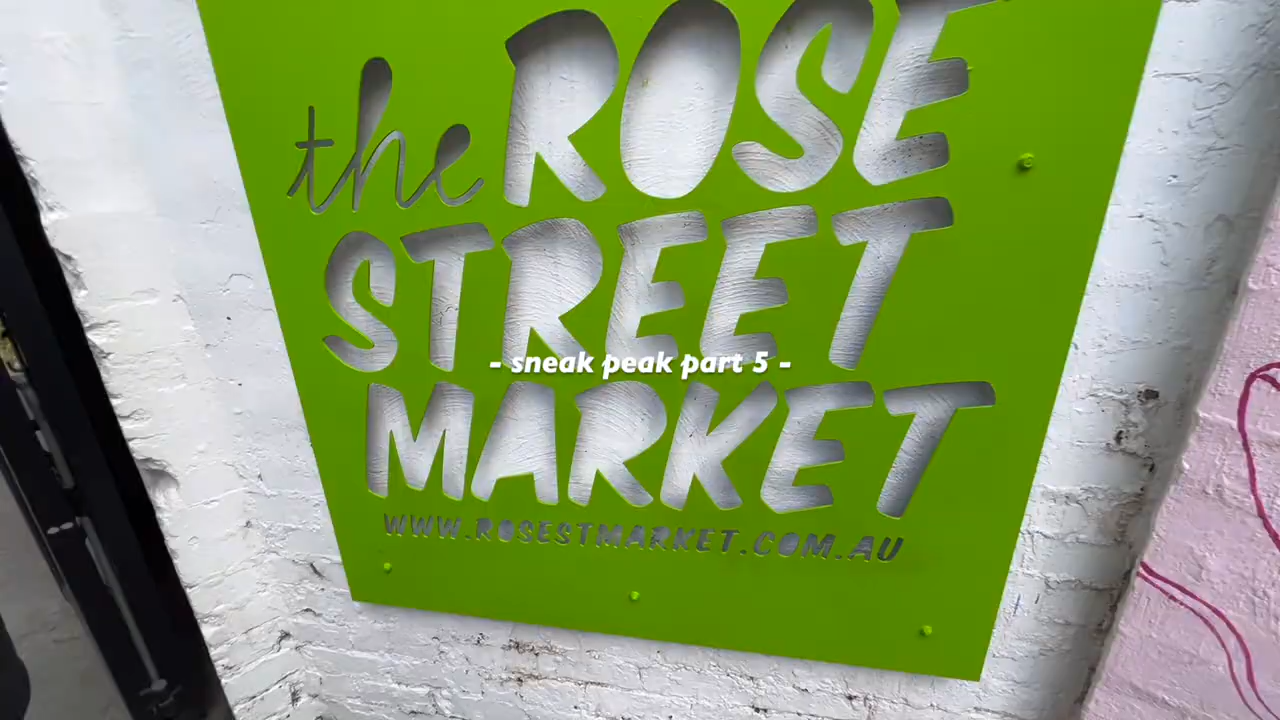 the ROSE
STREET
- sneak peak part 5 -
MARKET
WWW.ROSESTMARKET.COM.AU